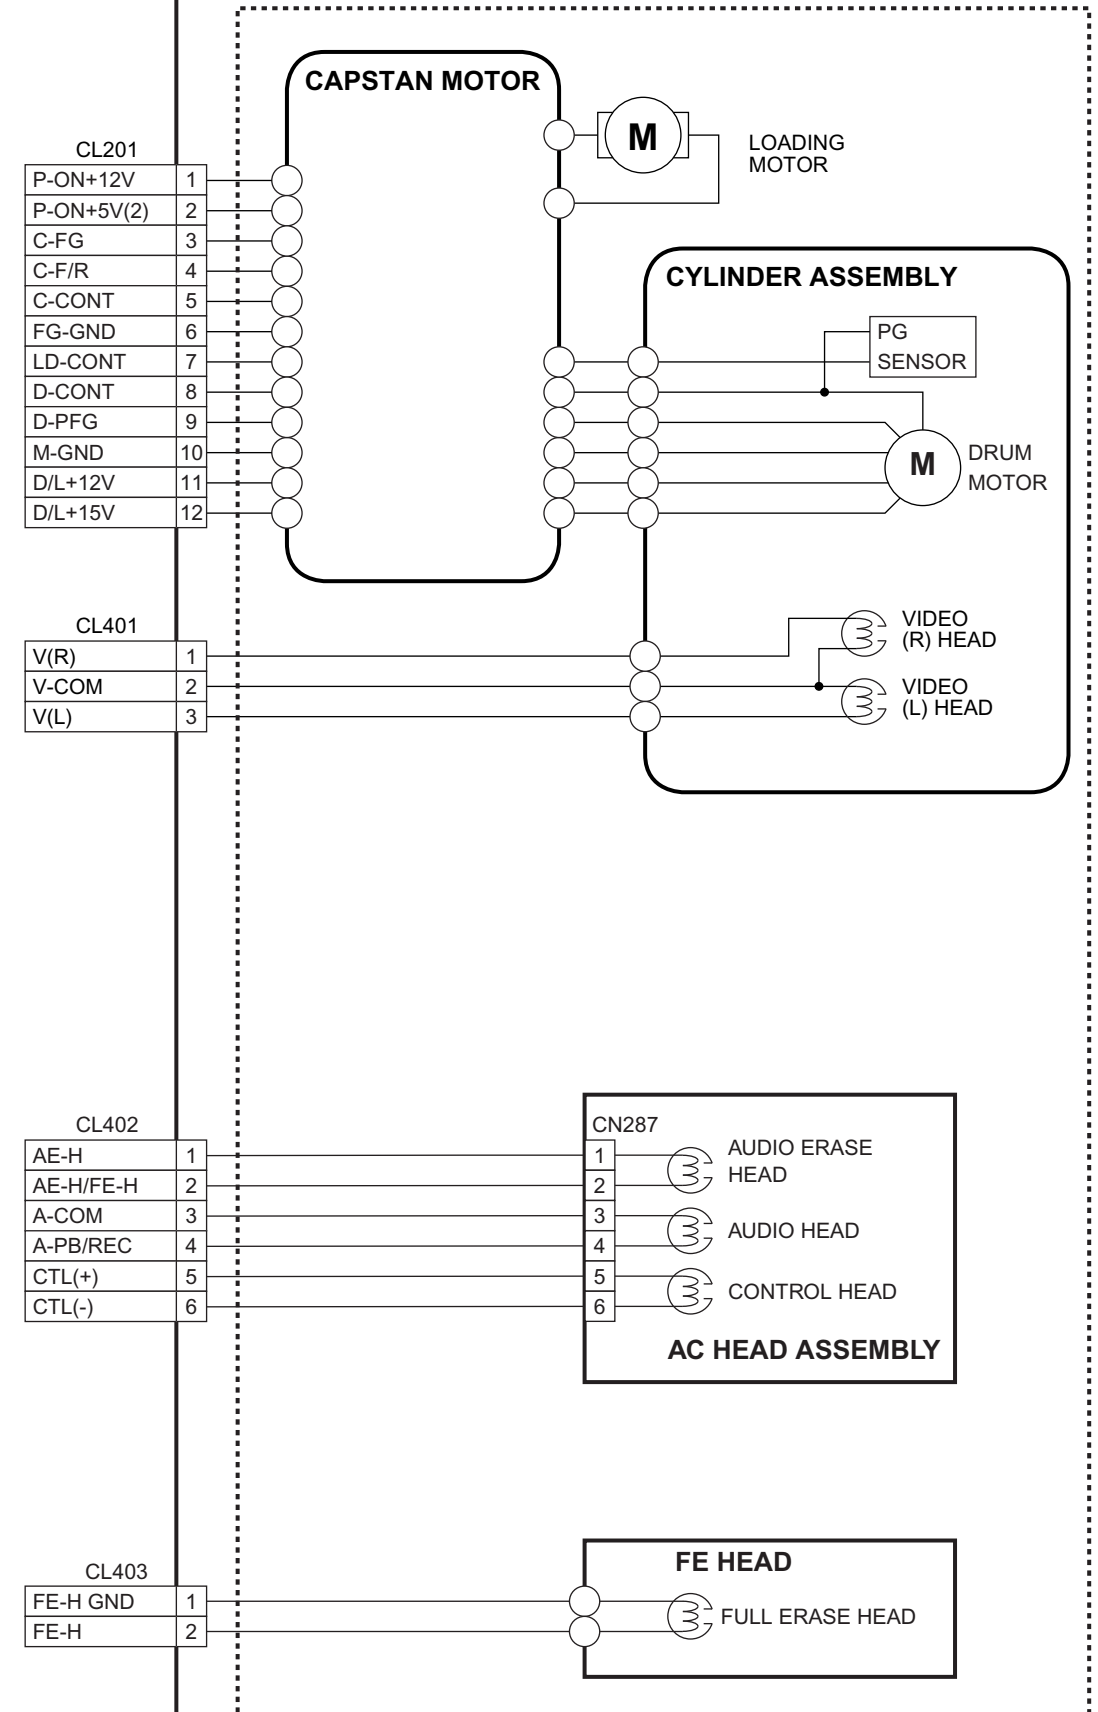 CAPSTAN MOTOR
M
LOADING
MOTOR
CL201
P-ON+12V 1
P-ON+5V(2) 2
C-FG 3
C-F/R 4
C-CONT 5
FG-GND 6
LD-CONT 7
D-CONT 8
D-PFG 9
M-GND 10
D/L+12V 11
D/L+15V 12
CYLINDER ASSEMBLY
PG
SENSOR
M
DRUM
MOTOR
CL401
V(R) 1
V-COM 2
V(L) 3
VIDEO
(R) HEAD
VIDEO
(L) HEAD
CL402
AE-H 1
AE-H/FE-H 2
A-COM 3
A-PB/REC 4
CTL(+) 5
CTL(-) 6
CN287
1
2
3
4
5
6
AUDIO ERASE
HEAD
AUDIO HEAD
CONTROL HEAD
AC HEAD ASSEMBLY
CL403
FE-H GND 1
FE-H 2
FE HEAD
FULL ERASE HEAD